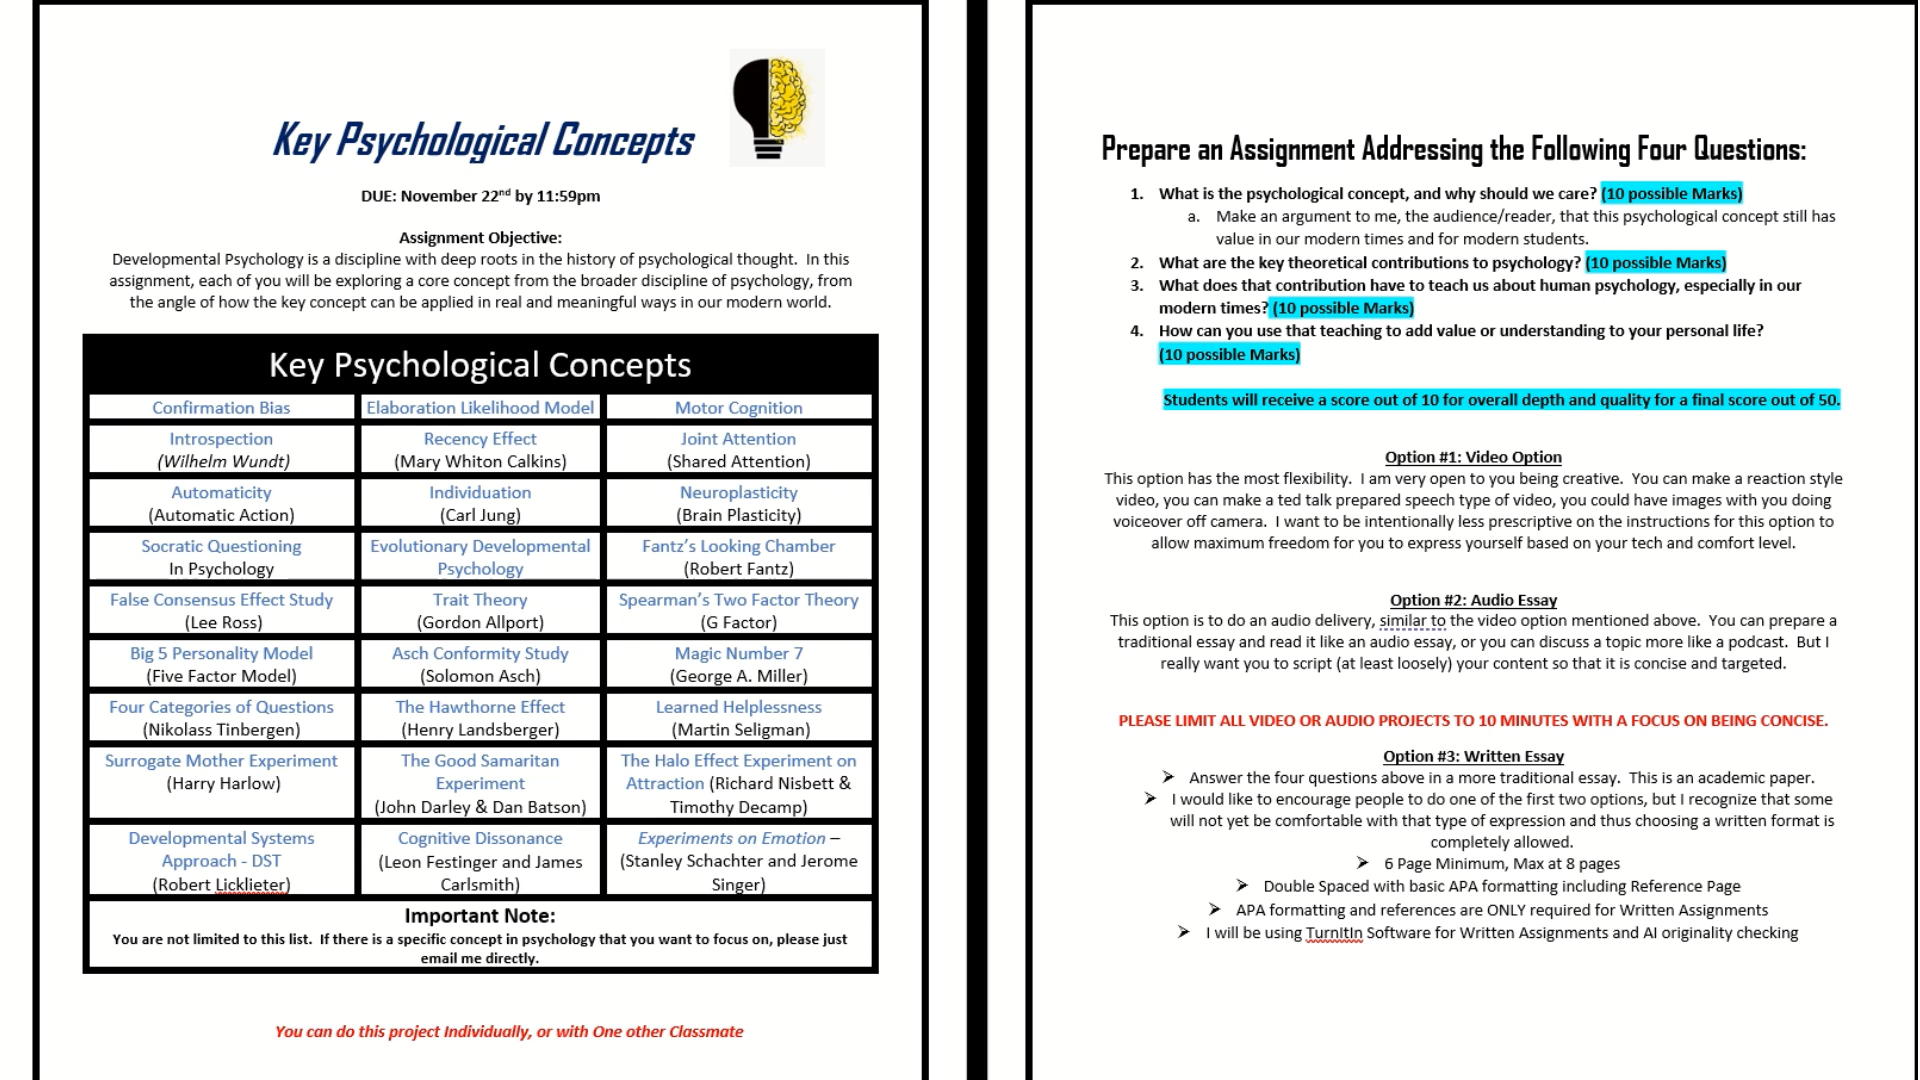 Key Psychological Concepts
DUE: November 22nd by 11:59pm
Assignment Objective:
Developmental Psychology is a discipline with deep roots in the history of psychological thought. In this
assignment, each of you will be exploring a core concept from the broader discipline of psychology, from
the angle of how the key concept can be applied in real and meaningful ways in our modern world.
Key Psychological Concepts
Confirmation Bias
Elaboration Likelihood Model
Motor Cognition
Introspection
(Wilhelm Wundt)
Recency Effect
(Mary Whiton Calkins)
Joint Attention
(Shared Attention)
Automaticity
(Automatic Action)
Individuation
(Carl Jung)
Neuroplasticity
(Brain Plasticity)
Socratic Questioning
In Psychology
Evolutionary Developmental
Psychology
Fantz's Looking Chamber
(Robert Fantz)
False Consensus Effect Study
(Lee Ross)
Trait Theory
(Gordon Allport)
Spearman's Two Factor Theory
(G Factor)
Big 5 Personality Model
(Five Factor Model)
Asch Conformity Study
(Solomon Asch)
Magic Number 7
(George A. Miller)
Four Categories of Questions
(Nikolass Tinbergen)
The Hawthorne Effect
(Henry Landsberger)
Learned Helplessness
(Martin Seligman)
Surrogate Mother Experiment
(Harry Harlow)
The Good Samaritan
Experiment
(John Darley & Dan Batson)
The Halo Effect Experiment on
Attraction (Richard Nisbett &
Timothy Decamp)
Developmental Systems
Approach - DST
(Robert Licklieter)
Cognitive Dissonance
(Leon Festinger and James
Carlsmith)
Experiments on Emotion –
(Stanley Schachter and Jerome
Singer)
Important Note:
You are not limited to this list. If there is a specific concept in psychology that you want to focus on, please just
email me directly.
You can do this project Individually, or with One other Classmate
Prepare an Assignment Addressing the Following Four Questions:
1. What is the psychological concept, and why should we care? (10 possible Marks)
a. Make an argument to me, the audience/reader, that this psychological concept still has
value in our modern times and for modern students.
2. What are the key theoretical contributions to psychology? (10 possible Marks)
3. What does that contribution have to teach us about human psychology, especially in our
modern times? (10 possible Marks)
4. How can you use that teaching to add value or understanding to your personal life?
(10 possible Marks)
Students will receive a score out of 10 for overall depth and quality for a final score out of 50.
Option #1: Video Option
This option has the most flexibility. I am very open to you being creative. You can make a reaction style
video, you can make a ted talk prepared speech type of video, you could have images with you doing
voiceover off camera. I want to be intentionally less prescriptive on the instructions for this option to
allow maximum freedom for you to express yourself based on your tech and comfort level.
Option #2: Audio Essay
This option is to do an audio delivery, similar to the video option mentioned above. You can prepare a
traditional essay and read it like an audio essay, or you can discuss a topic more like a podcast. But I
really want you to script (at least loosely) your content so that it is concise and targeted.
PLEASE LIMIT ALL VIDEO OR AUDIO PROJECTS TO 10 MINUTES WITH A FOCUS ON BEING CONCISE.
Option #3: Written Essay
➢ Answer the four questions above in a more traditional essay. This is an academic paper.
➢ I would like to encourage people to do one of the first two options, but I recognize that some
will not yet be comfortable with that type of expression and thus choosing a written format is
completely allowed.
➢ 6 Page Minimum, Max at 8 pages
➢ Double Spaced with basic APA formatting including Reference Page
➢ APA formatting and references are ONLY required for Written Assignments
➢ I will be using TurnItIn Software for Written Assignments and AI originality checking